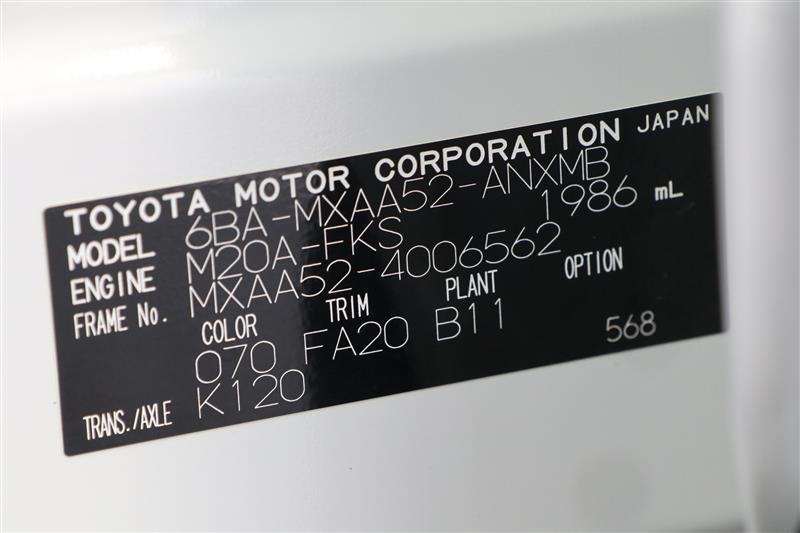 TOYOTA MOTOR CORPORATION JAPAN
MODEL 6BA-MXAA52-ANXMB
ENGINE M20A-FKS 1986 mL
FRAME No. MXAA52-4006562
COLOR TRIM PLANT OPTION
070 FA20 B11
TRANS./AXLE K120 568